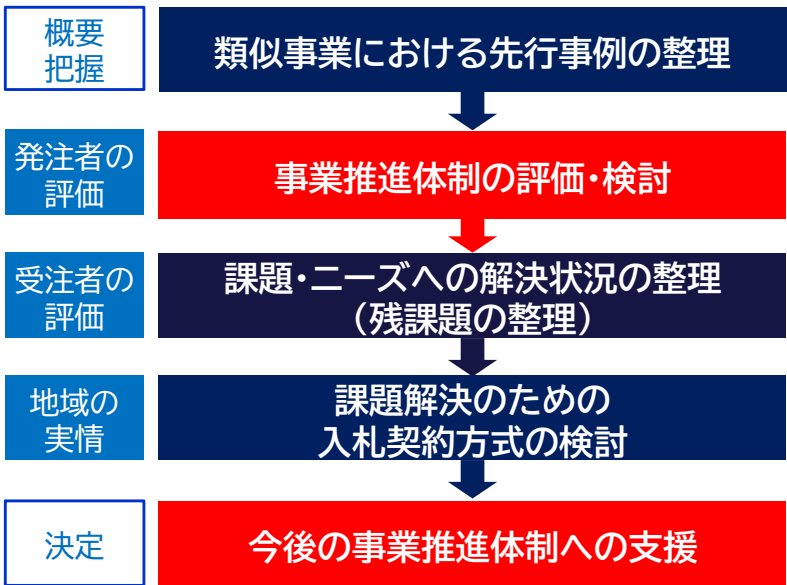 概要
把握
類似事業における先行事例の整理
発注者の
評価
事業推進体制の評価・検討
受注者の
評価
課題・ニーズへの解決状況の整理
（残課題の整理）
地域の
実情
課題解決のための
入札契約方式の検討
決定
今後の事業推進体制への支援